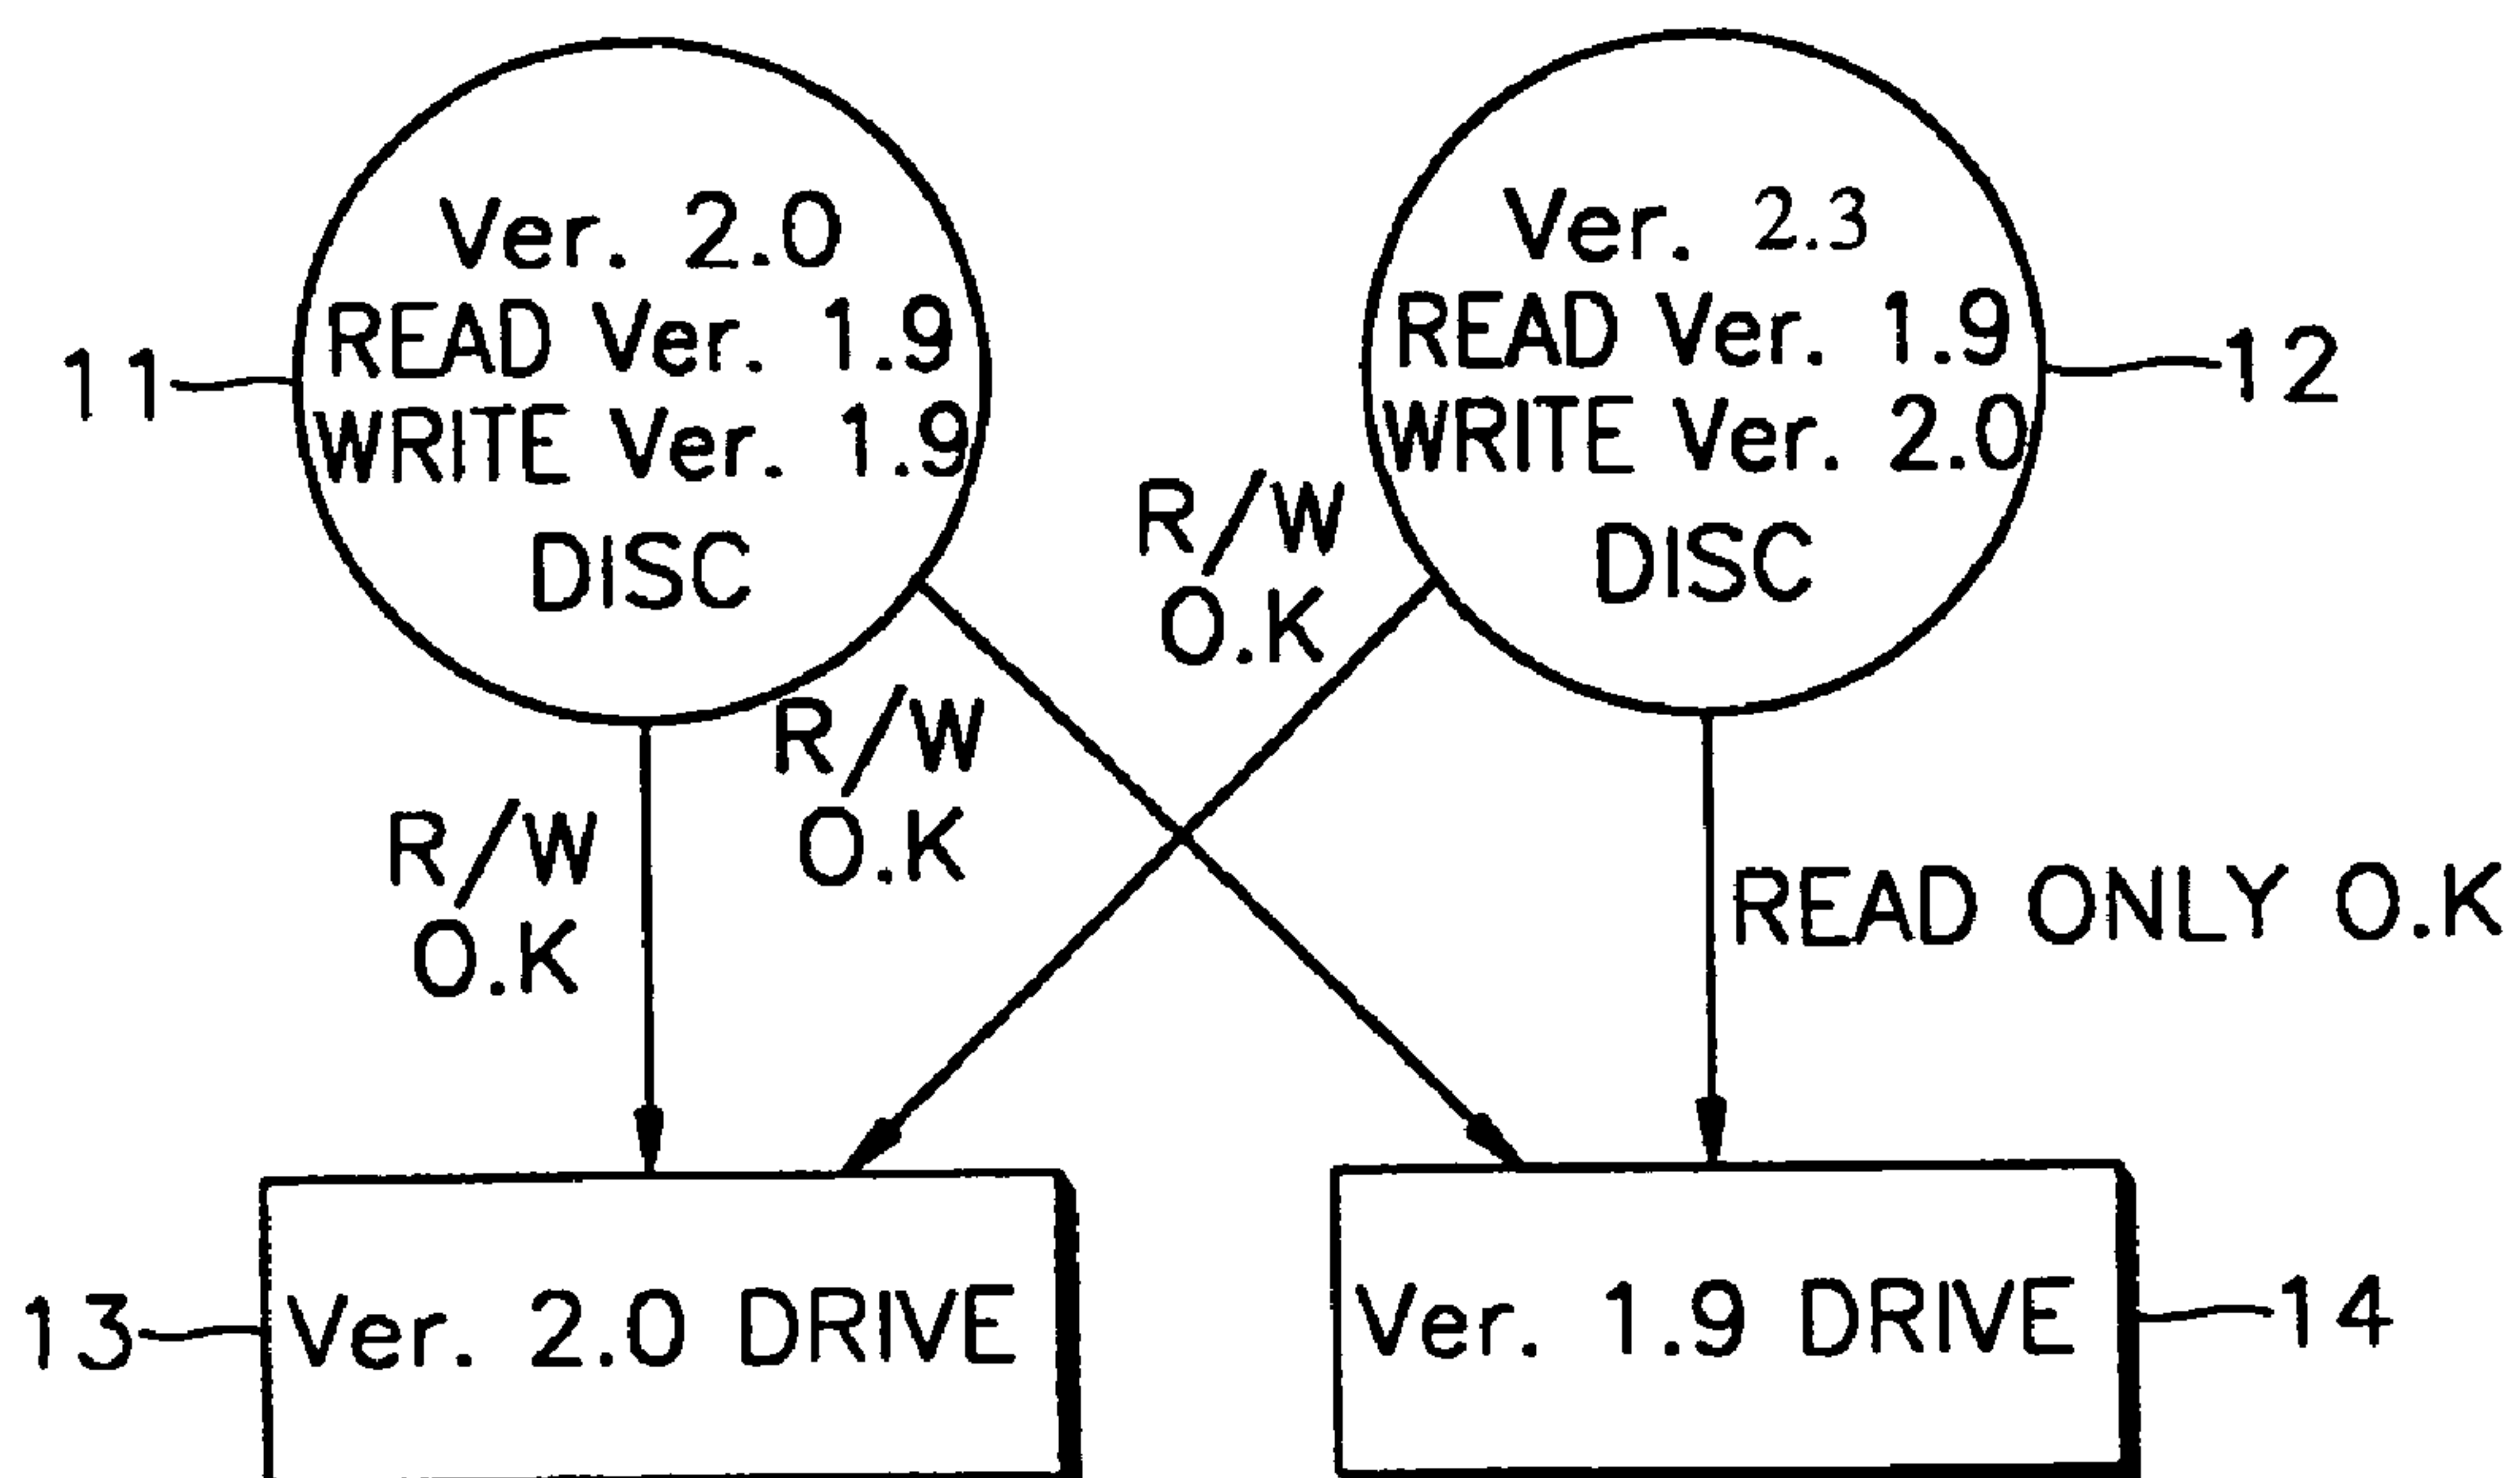 Ver. 2.0
READ Ver. 1.9
WRITE Ver. 1.9
DISC
11
Ver. 2.3
READ Ver. 1.9
WRITE Ver. 2.0
DISC
12
R/W
O.K
R/W
O.K
R/W
O.K
READ ONLY O.K
13
Ver. 2.0 DRIVE
Ver. 1.9 DRIVE
14